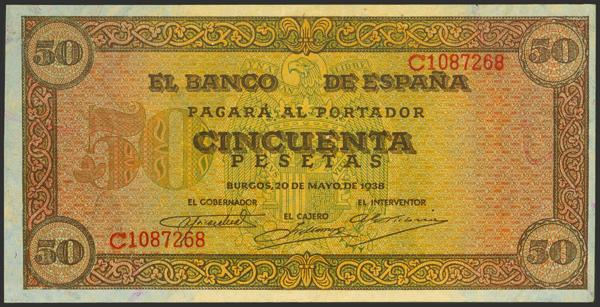 50
50
C1087268
EL BANCO DE ESPAÑA
PAGARÁ AL PORTADOR
50
CINCUENTA
PESETAS
BURGOS, 20 DE MAYO DE 1938
EL GOBERNADOR
EL CAJERO
EL INTERVENTOR
C1087268
50
50